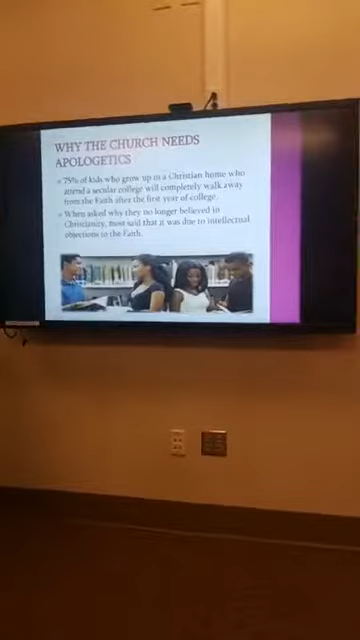 WHY THE CHURCH NEEDS
APOLOGETICS
75% of kids who grow up in a Christian home who
attend a secular college will completely walk away
from the Faith after the first year of college.
When asked why they no longer believed in
Christianity, most said that it was due to intellectual
objections to the Faith.